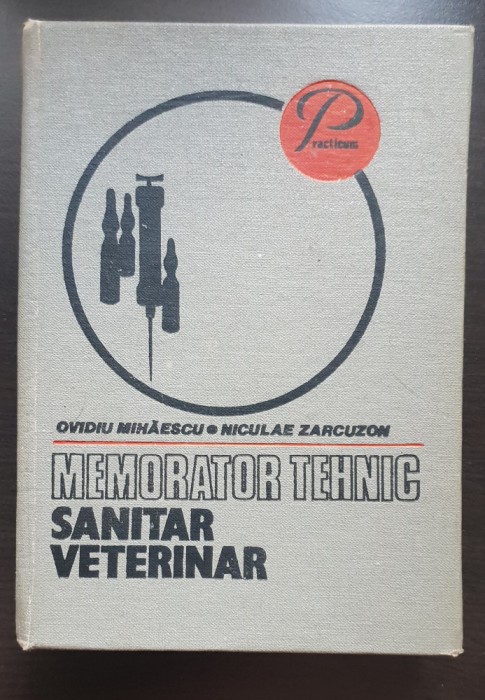 Practicum
OVIDIU MIHĂESCU • NICULAE ZARCUZON
MEMORATOR TEHNIC
SANITAR
VETERINAR